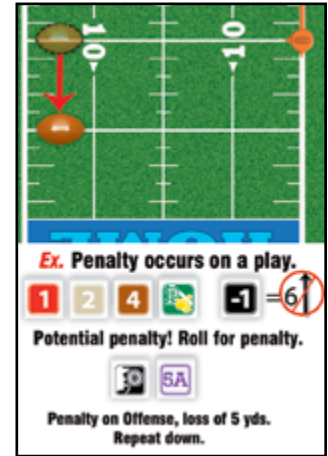 10 10
HOME
Ex. Penalty occurs on a play.
1 2 4 -1 = 6
Potential penalty! Roll for penalty.
5A
Penalty on Offense, loss of 5 yds.
Repeat down.